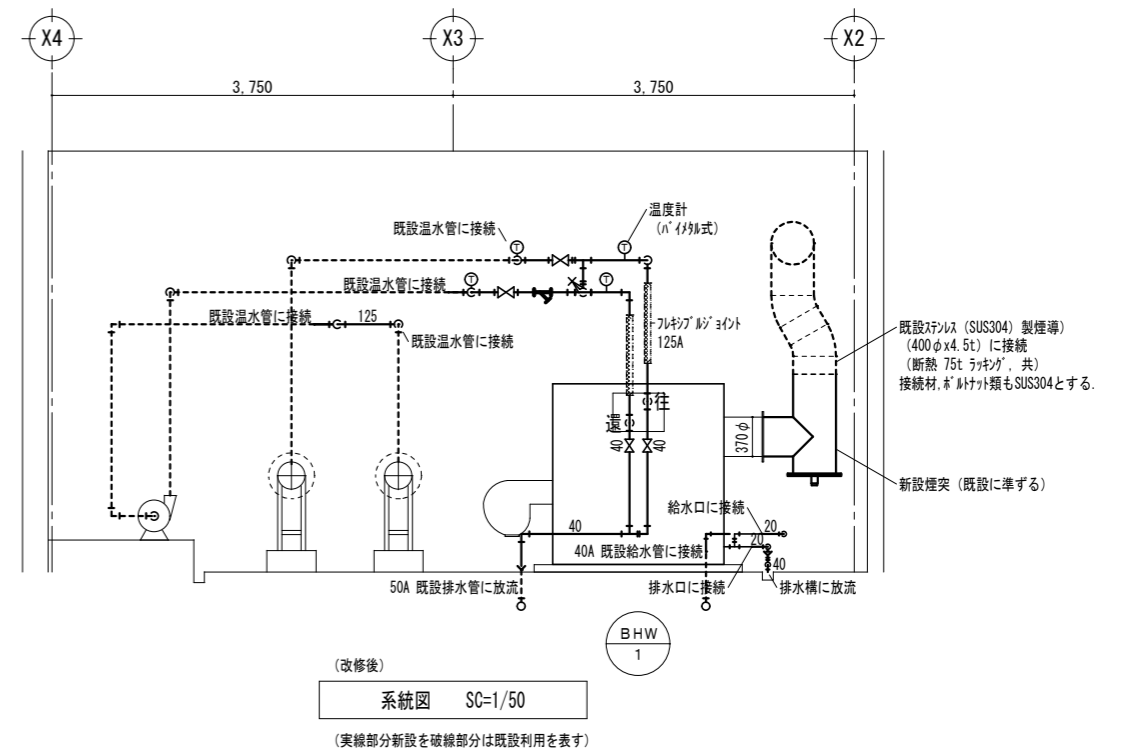 X4
X3
X2
3,750
3,750
温度計
(バイメタル式)
既設温水管に接続
T
T
既設温水管に接続
T
T
既設温水管に接続
125
既設温水管に接続
フレキシブルジョイント
125A
既設ステンレス (SUS304) 製煙導)
(400φx4.5t) に接続
(断熱 75t ラッキング, 共)
接続材,ボルトナット類もSUS304とする.
往
還
40
40
370φ
新設煙突 (既設に準ずる)
給水口に接続
40
20
20
40A 既設給水管に接続
40
50A 既設排水管に放流
排水口に接続
排水構に放流
BHW
1
(改修後)
系統図 SC=1/50
(実線部分新設を破線部分は既設利用を表す)